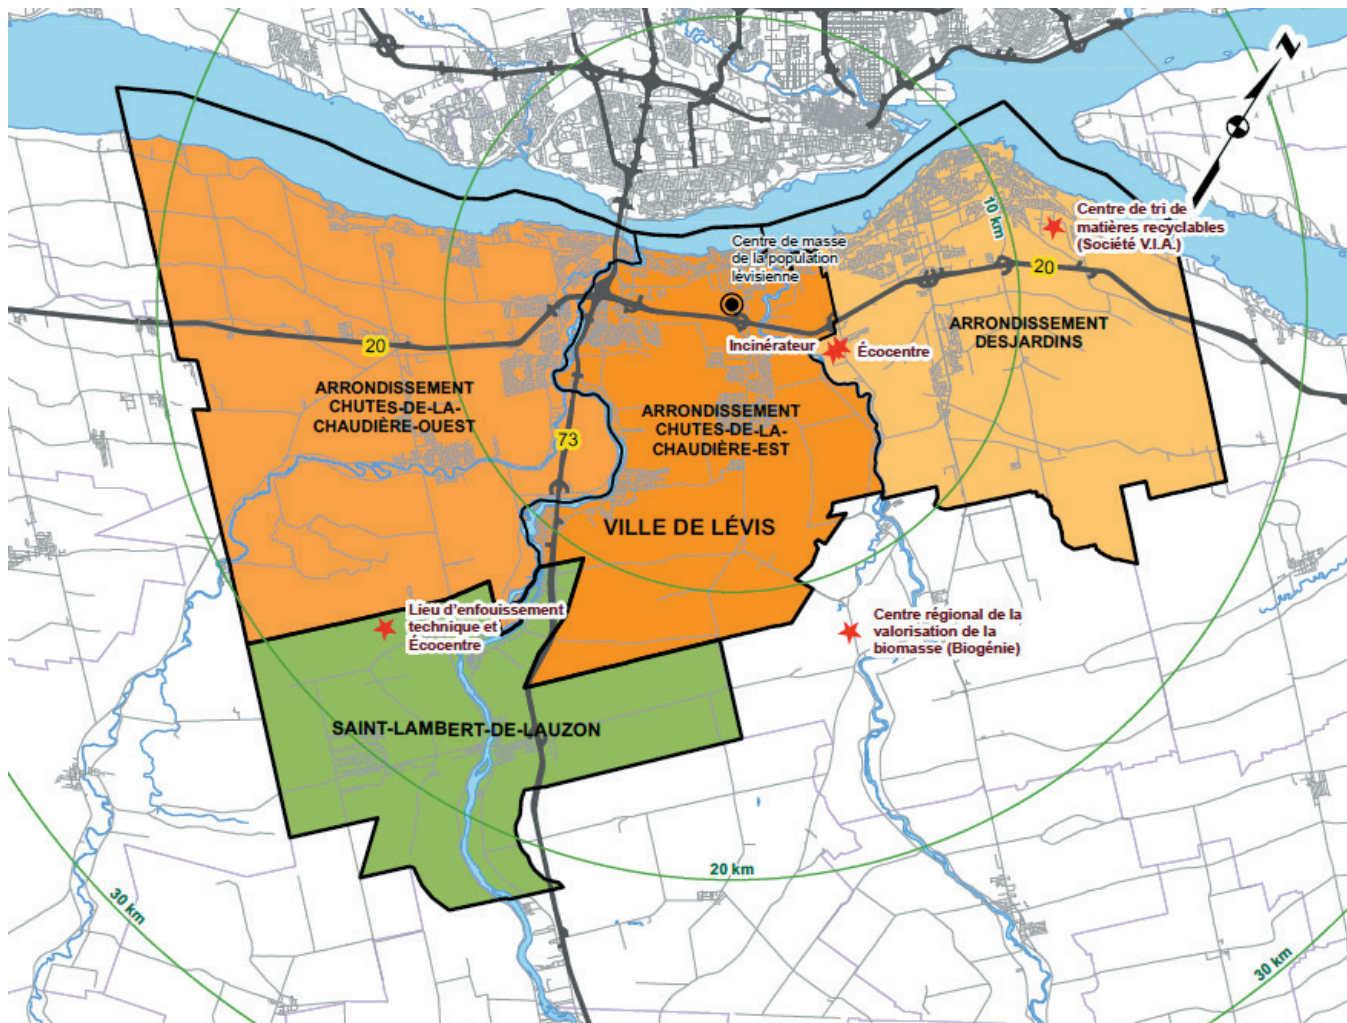 N
Centre de tri de
matières recyclables
(Société V.I.A.)
10 km
Centre de masse
de la population
lévisienne
20
ARRONDISSEMENT
DESJARDINS
20
Incinérateur
Écocentre
ARRONDISSEMENT
CHUTES-DE-LA-
CHAUDIÈRE-OUEST
ARRONDISSEMENT
CHUTES-DE-LA-
CHAUDIÈRE-EST
73
VILLE DE LÉVIS
Lieu d'enfouissement
technique et
Écocentre
Centre régional de la
valorisation de la
biomasse (Biogénie)
SAINT-LAMBERT-DE-LAUZON
20 km
30 km
30 km